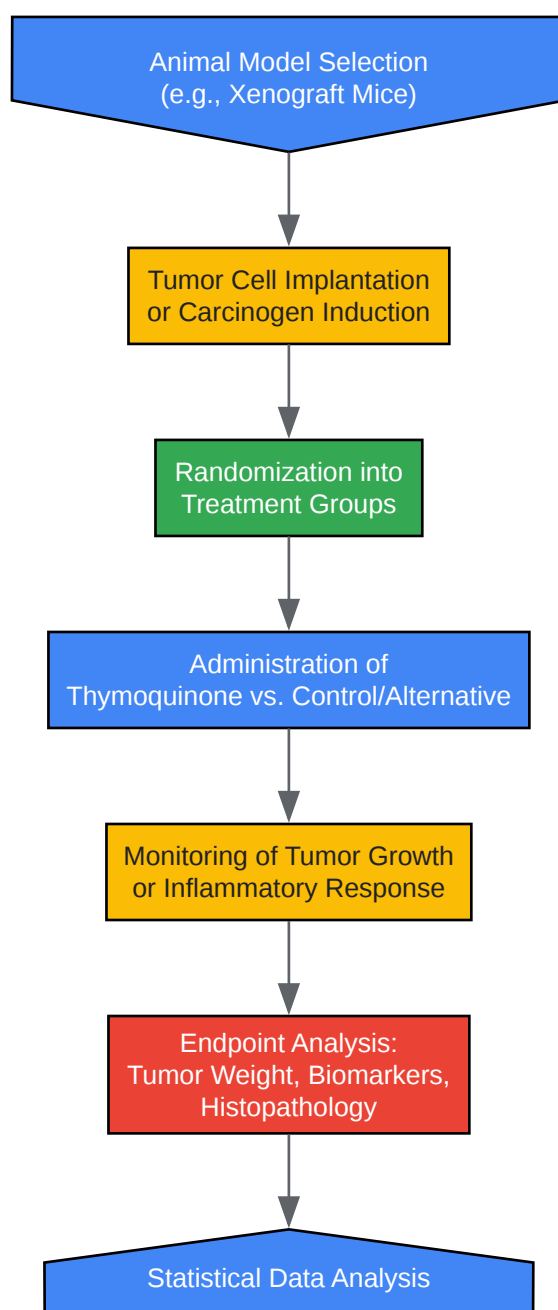 Animal Model Selection
(e.g., Xenograft Mice)
Tumor Cell Implantation
or Carcinogen Induction
Randomization into
Treatment Groups
Administration of
Thymoquinone vs. Control/Alternative
Monitoring of Tumor Growth
or Inflammatory Response
Endpoint Analysis:
Tumor Weight, Biomarkers,
Histopathology
Statistical Data Analysis